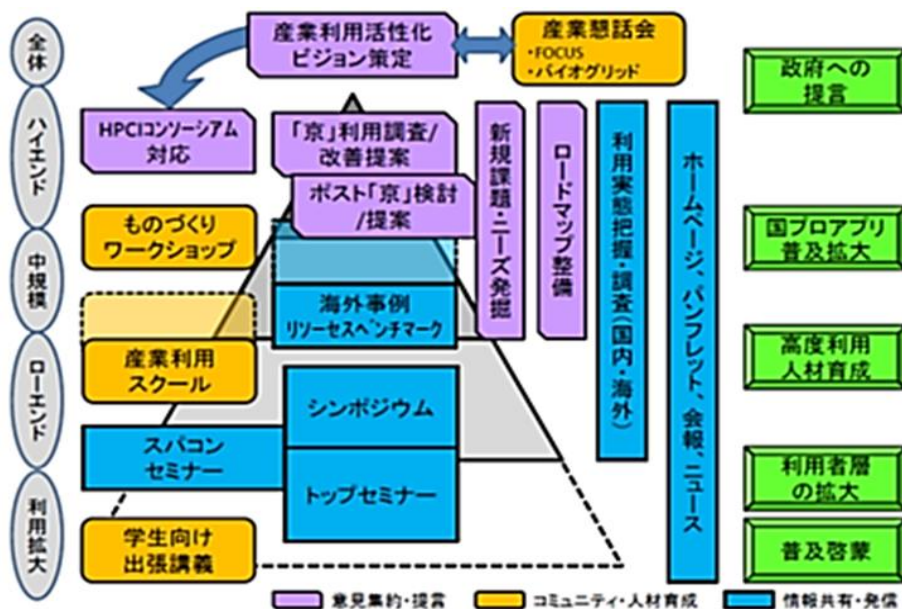 全体
ハイエンド
中規模
ローエンド
利用拡大
産業利用活性化
ビジョン策定
産業懇話会
・FOCUS
・バイオグリッド
HPCIコンソーシアム
対応
「京」利用調査/
改善提案
ポスト「京」検討
/提案
新規課題・ニーズ発掘
ロードマップ整備
利用実態把握・調査(国内・海外)
ホームページ、パンフレット、会報、ニュース
ものづくり
ワークショップ
海外事例
リソーセスベンチマーク
産業利用
スクール
シンポジウム
スパコン
セミナー
トップセミナー
学生向け
出張講義
政府への
提言
国プロアプリ
普及拡大
高度利用
人材育成
利用者層
の拡大
普及啓蒙
意見集約・提言
コミュニティ・人材育成
情報共有・発信